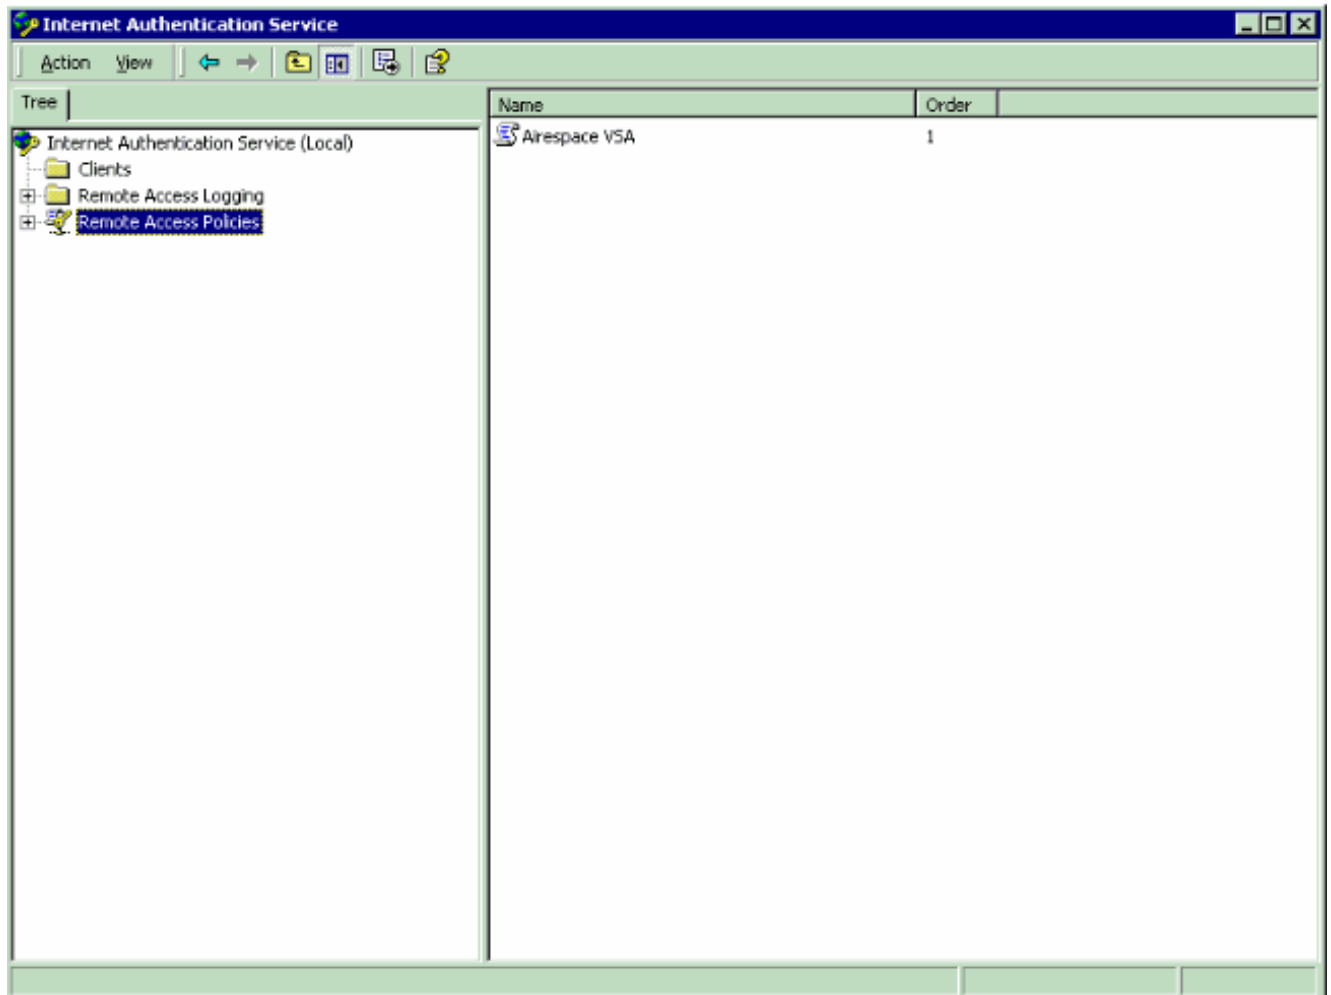 Internet Authentication Service
Action View
Tree
Name Order
Internet Authentication Service (Local)
Clients
Remote Access Logging
Remote Access Policies
Airespace VSA 1